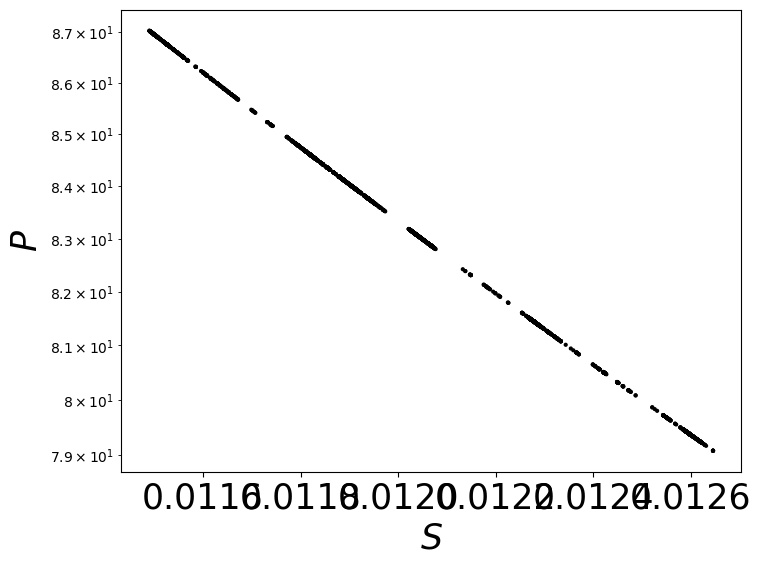 8.7 × 10¹
8.6 × 10¹
8.5 × 10¹
8.4 × 10¹
8.3 × 10¹
8.2 × 10¹
8.1 × 10¹
8 × 10¹
7.9 × 10¹
P
0.0116 0.0118 0.0120 0.0122 0.0124 0.0126
S